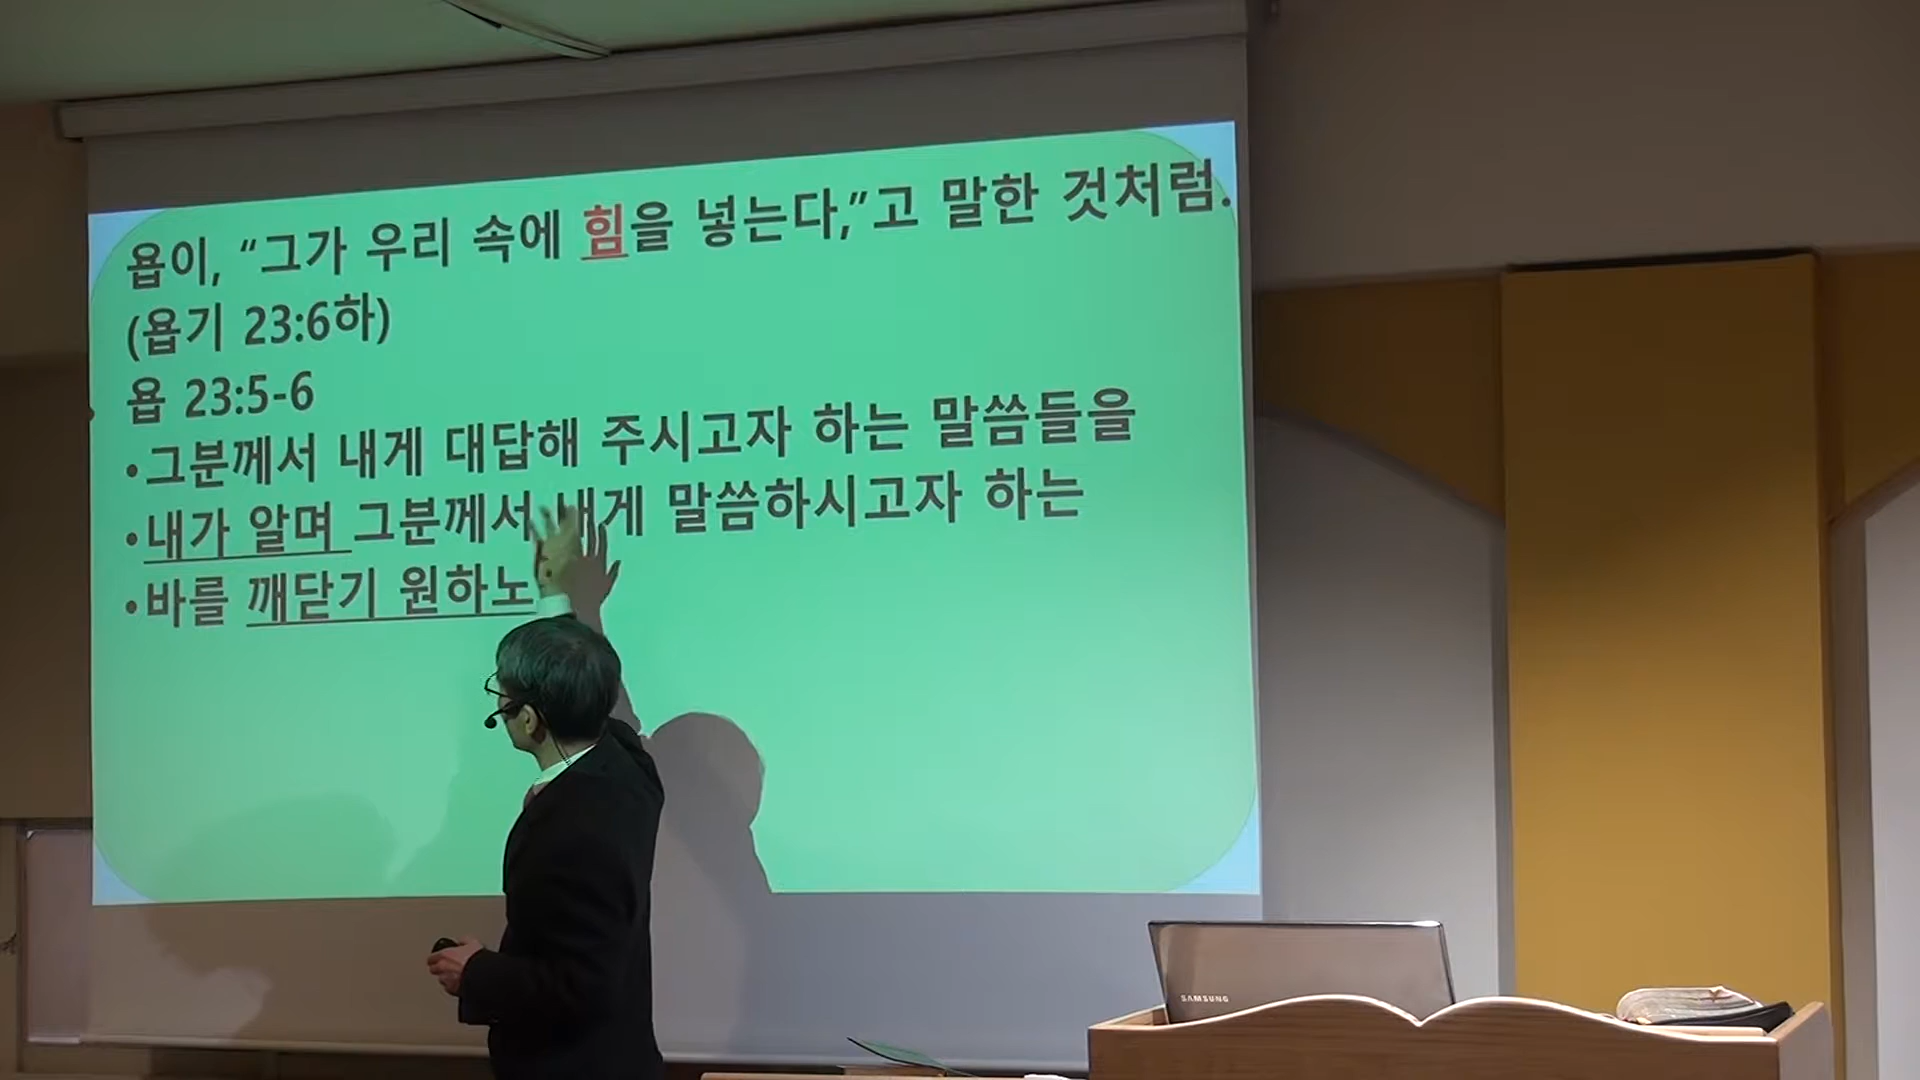 욥이, “그가 우리 속에 힘을 넣는다,”고 말한 것처럼.
(욥기 23:6하)
욥 23:5-6
•그분께서 내게 대답해 주시고자 하는 말씀들을
•내가 알며 그분께서 내게 말씀하시고자 하는
•바를 깨닫기 원하노
SAMSUNG